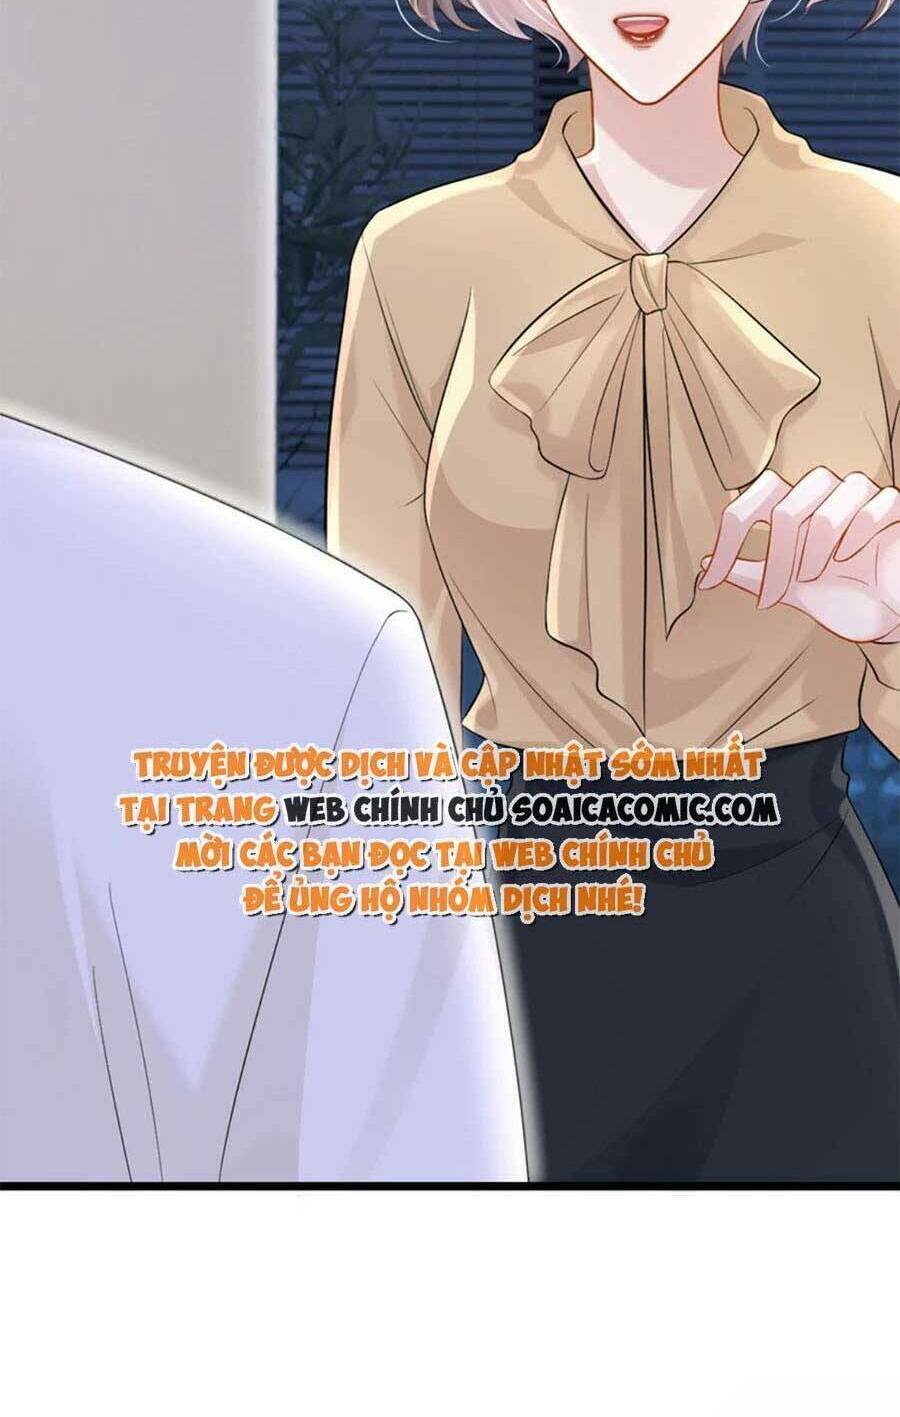 TRUYỆN ĐƯỢC DỊCH VÀ CẬP NHẬT SỚM NHẤT
TẠI TRANG WEB CHÍNH CHỦ SOAICACOMIC.COM
MỜI CÁC BẠN ĐỌC TẠI WEB CHÍNH CHỦ
ĐỂ ỦNG HỘ NHÓM DỊCH NHÉ!